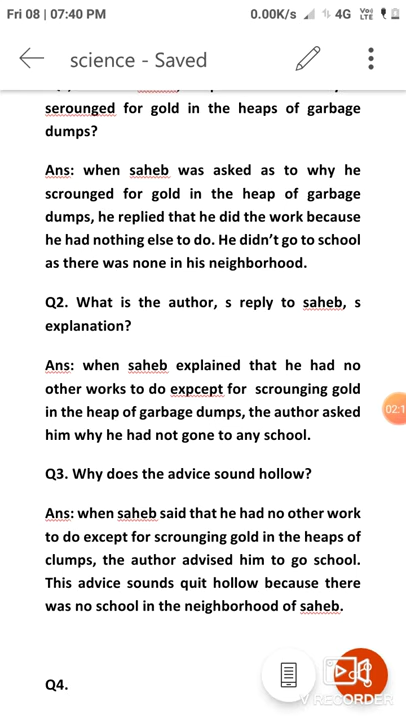 Fri 08 | 07:40 PM 0.00K/s 4G VoLTE
science - Saved
serounged for gold in the heaps of garbage
dumps?
Ans: when saheb was asked as to why he
scrounged for gold in the heap of garbage
dumps, he replied that he did the work because
he had nothing else to do. He didn't go to school
as there was none in his neighborhood.
Q2. What is the author, s reply to saheb, s
explanation?
Ans: when saheb explained that he had no
other works to do expcept for scrounging gold
in the heap of garbage dumps, the author asked
him why he had not gone to any school.
Q3. Why does the advice sound hollow?
Ans: when saheb said that he had no other work
to do except for scrounging gold in the heaps of
clumps, the author advised him to go school.
This advice sounds quit hollow because there
was no school in the neighborhood of saheb.
Q4.
V RECORDER